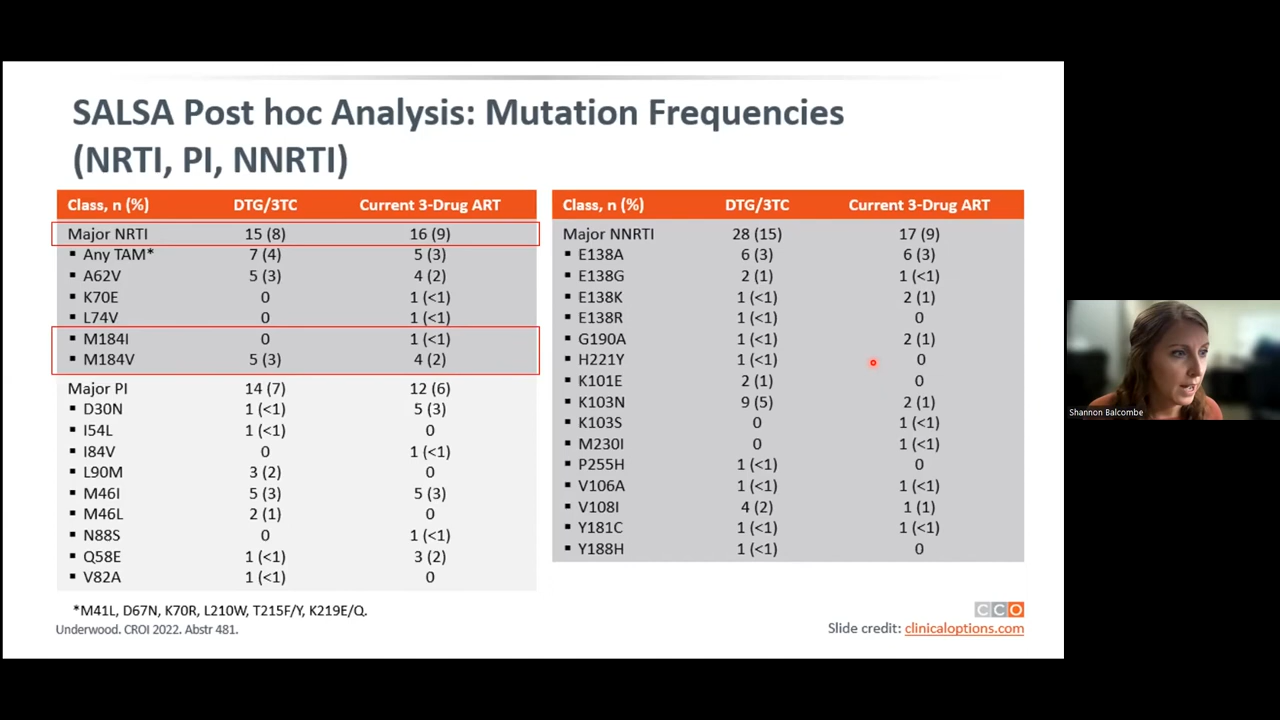 SALSA Post hoc Analysis: Mutation Frequencies
(NRTI, PI, NNRTI)
Class, n (%) DTG/3TC Current 3-Drug ART
Major NRTI 15 (8) 16 (9)
▪ Any TAM* 7 (4) 5 (3)
▪ A62V 5 (3) 4 (2)
▪ K70E 0 1 (<1)
▪ L74V 0 1 (<1)
▪ M184I 0 1 (<1)
▪ M184V 5 (3) 4 (2)
Major PI 14 (7) 12 (6)
▪ D30N 1 (<1) 5 (3)
▪ I54L 1 (<1) 0
▪ I84V 0 1 (<1)
▪ L90M 3 (2) 0
▪ M46I 5 (3) 5 (3)
▪ M46L 2 (1) 0
▪ N88S 0 1 (<1)
▪ Q58E 1 (<1) 3 (2)
▪ V82A 1 (<1) 0
Class, n (%) DTG/3TC Current 3-Drug ART
Major NNRTI 28 (15) 17 (9)
▪ E138A 6 (3) 6 (3)
▪ E138G 2 (1) 1 (<1)
▪ E138K 1 (<1) 2 (1)
▪ E138R 1 (<1) 0
▪ G190A 1 (<1) 2 (1)
▪ H221Y 1 (<1) 0
▪ K101E 2 (1) 0
▪ K103N 9 (5) 2 (1)
▪ K103S 0 1 (<1)
▪ M230I 0 1 (<1)
▪ P255H 1 (<1) 0
▪ V106A 1 (<1) 1 (<1)
▪ V108I 4 (2) 1 (1)
▪ Y181C 1 (<1) 1 (<1)
▪ Y188H 1 (<1) 0
*M41L, D67N, K70R, L210W, T215F/Y, K219E/Q.
Underwood. CROI 2022. Abstr 481.
CCO
Slide credit: clinicaloptions.com
Shannon Balcombe